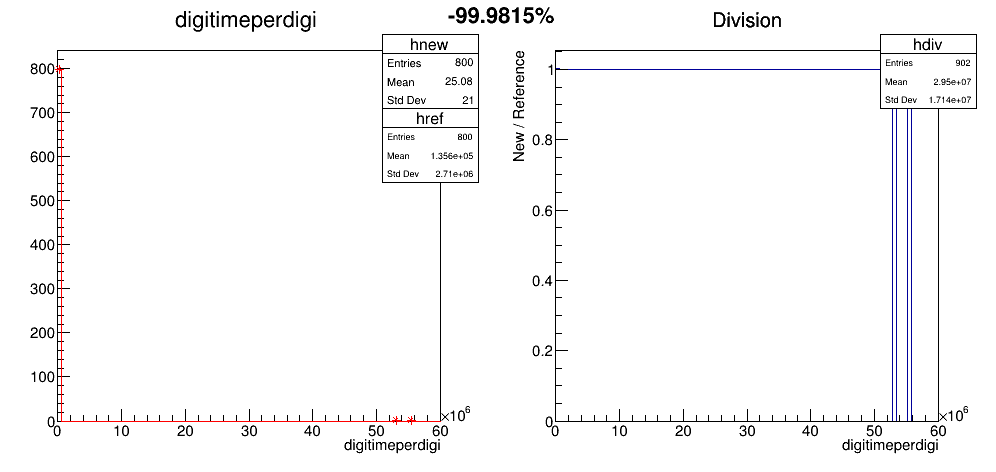 -99.9815%
digitimeperdigi
hnew
Entries 800
Mean 25.08
Std Dev 21
href
Entries 800
Mean 1.356e+05
Std Dev 2.71e+06
800
700
600
500
400
300
200
100
0
0 10 20 30 40 50 60
×10⁶
digitimeperdigi
Division
hdiv
Entries 902
Mean 2.95e+07
Std Dev 1.714e+07
New / Reference
1
0.8
0.6
0.4
0.2
0
0 10 20 30 40 50 60
×10⁶
digitimeperdigi